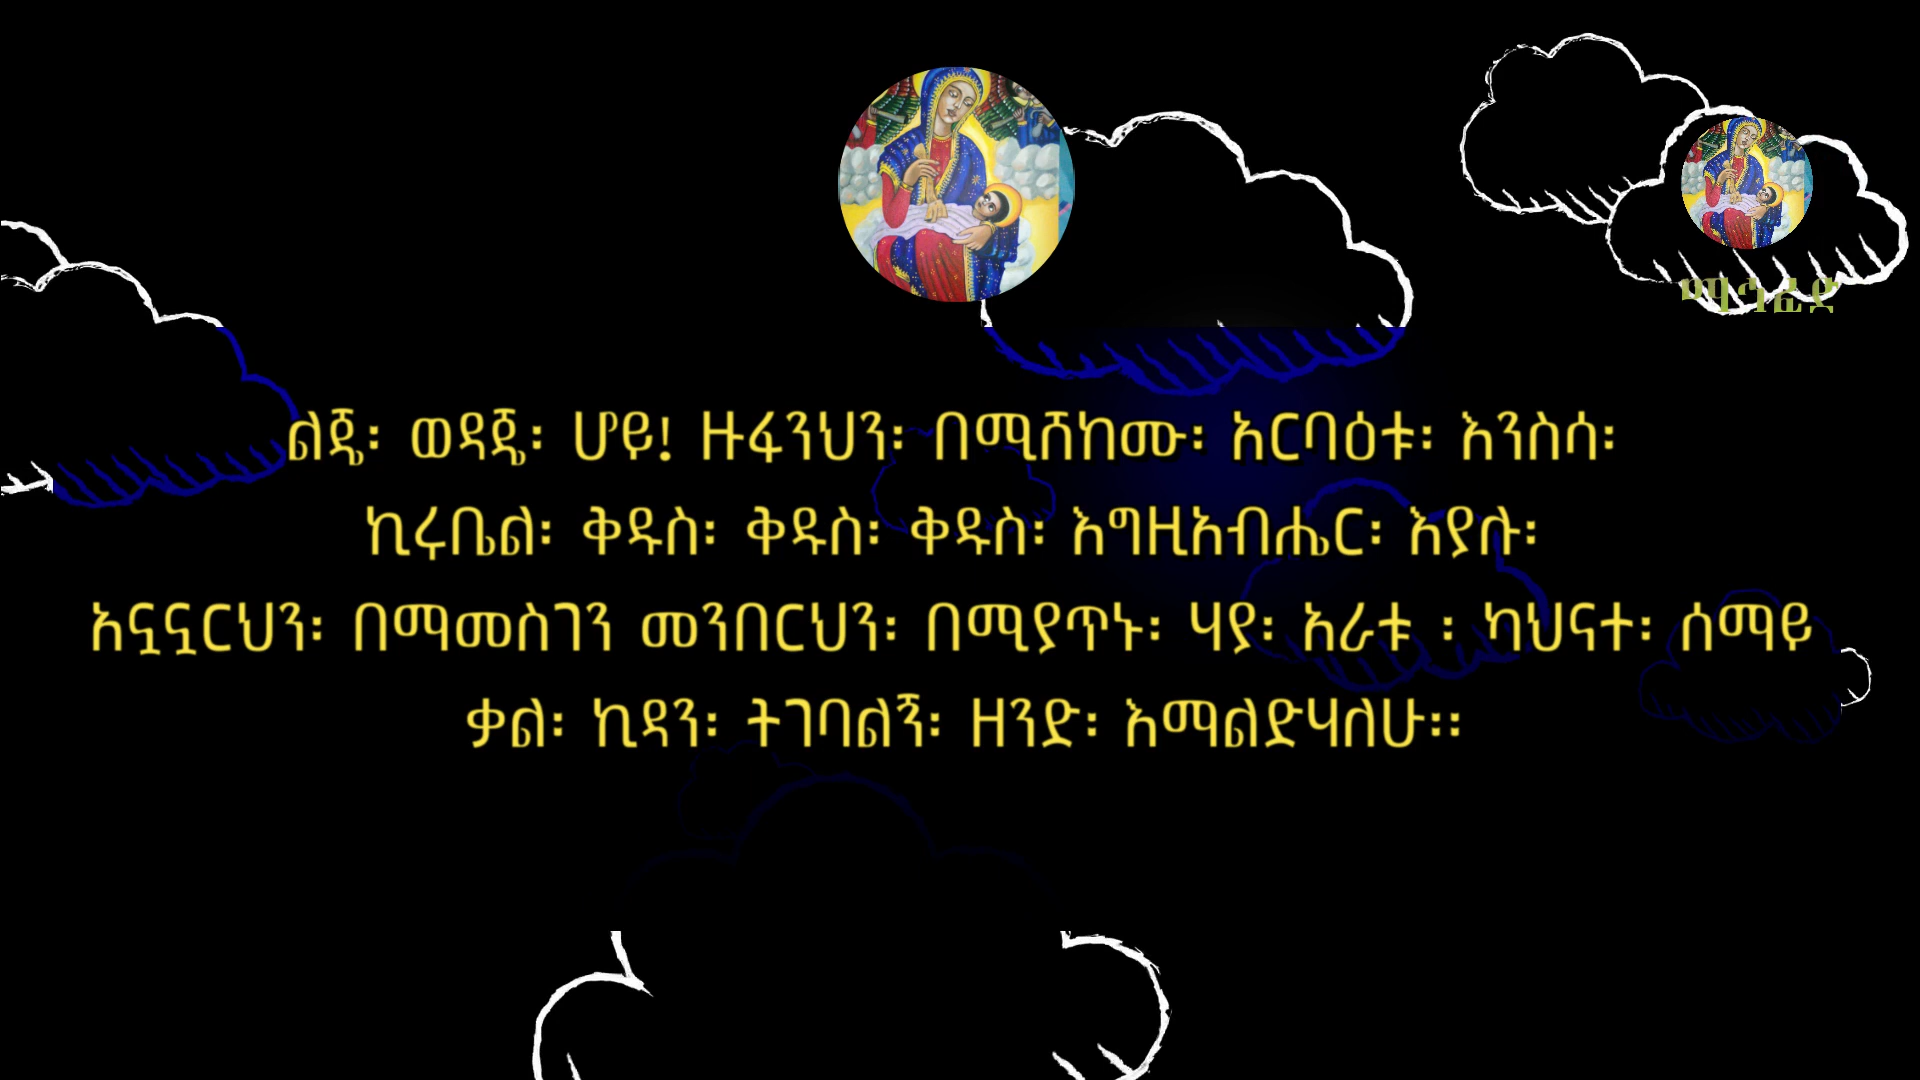 ልጄ፡ ወዳጄ፡ ሆይ! ዙፋንህን፡ በሚሸከሙ፡ አርባዕቱ፡ እንስሳ፡
ኪሩቤል፡ ቅዱስ፡ ቅዱስ፡ ቅዱስ፡ እግዚአብሔር፡ እያሉ፡
አኗኗርህን፡ በማመስገን መንበርህን፡ በሚያጥኑ፡ ሃያ፡ አራቱ ፡ ካህናተ፡ ሰማይ
ቃል፡ ኪዳን፡ ትገባልኝ፡ ዘንድ፡ እማልድሃለሁ፡፡